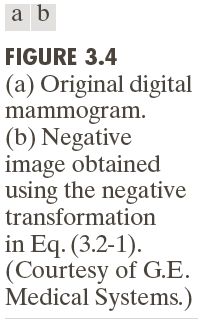 a b
FIGURE 3.4
(a) Original digital
mammogram.
(b) Negative
image obtained
using the negative
transformation
in Eq. (3.2-1).
(Courtesy of G.E.
Medical Systems.)